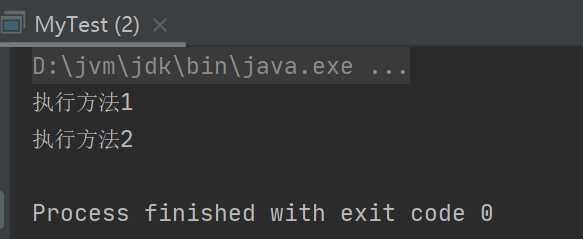 MyTest (2)
D:\jvm\jdk\bin\java.exe ...
执行方法1
执行方法2
Process finished with exit code 0